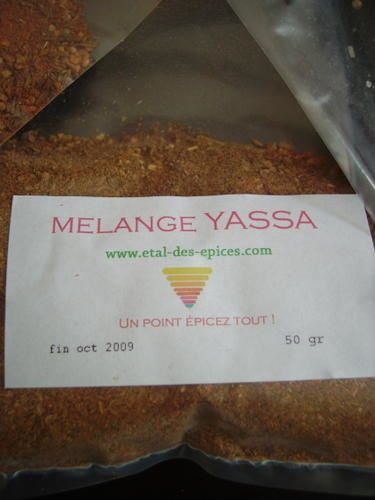 MELANGE YASSA
www.etal-des-epices.com
UN POINT ÉPICEZ TOUT !
fin oct 2009 50 gr